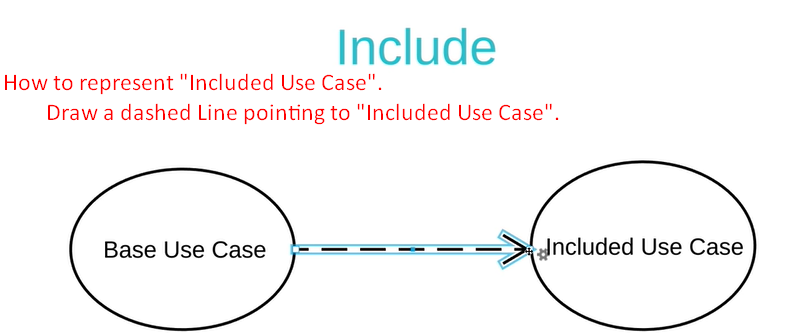 Include
How to represent "Included Use Case".
Draw a dashed Line pointing to "Included Use Case".
Base Use Case
Included Use Case